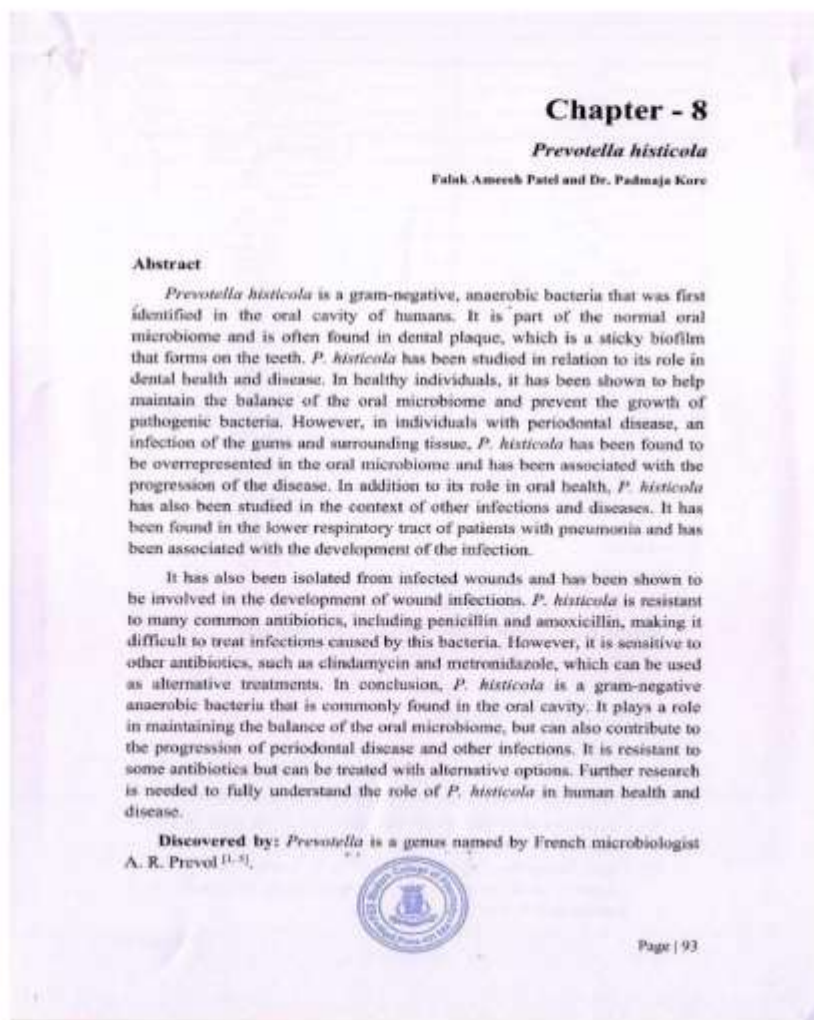 Chapter - 8
Prevotella histicola
Falak Ameesh Patel and Dr. Padmaja Kore
Abstract
Prevotella histicola is a gram-negative, anaerobic bacteria that was first
identified in the oral cavity of humans. It is part of the normal oral
microbiome and is often found in dental plaque, which is a sticky biofilm
that forms on the teeth. P. histicola has been studied in relation to its role in
dental health and disease. In healthy individuals, it has been shown to help
maintain the balance of the oral microbiome and prevent the growth of
pathogenic bacteria. However, in individuals with periodontal disease, an
infection of the gums and surrounding tissue, P. histicola has been found to
be overrepresented in the oral microbiome and has been associated with the
progression of the disease. In addition to its role in oral health, P. histicola
has also been studied in the context of other infections and diseases. It has
been found in the lower respiratory tract of patients with pneumonia and has
been associated with the development of the infection.
It has also been isolated from infected wounds and has been shown to
be involved in the development of wound infections. P. histicola is resistant
to many common antibiotics, including penicillin and amoxicillin, making it
difficult to treat infections caused by this bacteria. However, it is sensitive to
other antibiotics, such as clindamycin and metronidazole, which can be used
as alternative treatments. In conclusion, P. histicola is a gram-negative
anaerobic bacteria that is commonly found in the oral cavity. It plays a role
in maintaining the balance of the oral microbiome, but can also contribute to
the progression of periodontal disease and other infections. It is resistant to
some antibiotics but can be treated with alternative options. Further research
is needed to fully understand the role of P. histicola in human health and
disease.
Discovered by: Prevotella is a genus named by French microbiologist
A. R. Prevol [1, 5].
College of
Page | 93